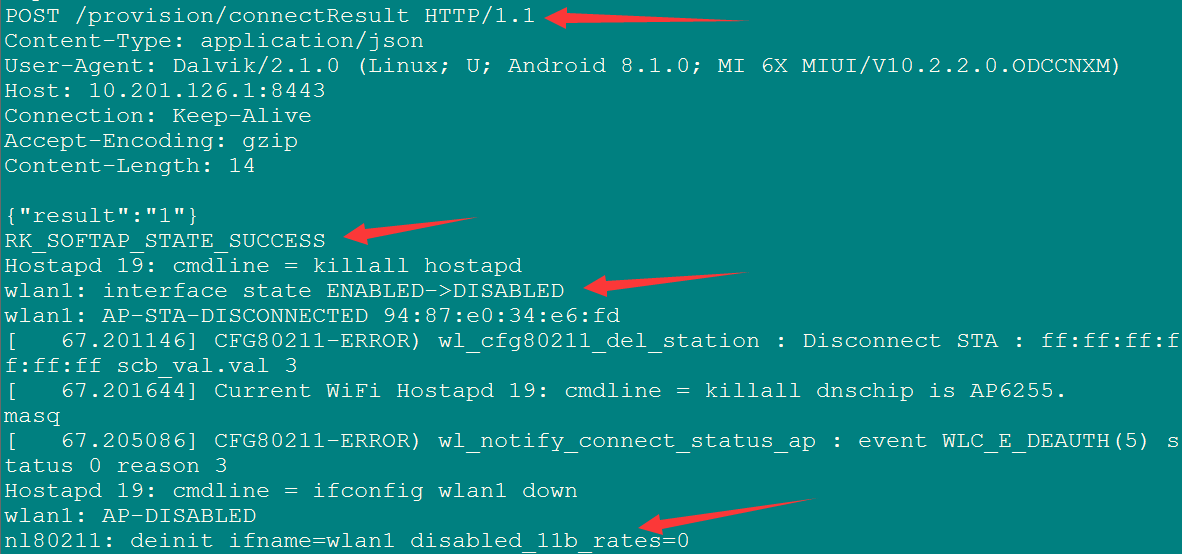 POST /provision/connectResult HTTP/1.1
Content-Type: application/json
User-Agent: Dalvik/2.1.0 (Linux; U; Android 8.1.0; MI 6X MIUI/V10.2.2.0.ODCCNXM)
Host: 10.201.126.1:8443
Connection: Keep-Alive
Accept-Encoding: gzip
Content-Length: 14
{"result":"1"}
RK_SOFTAP_STATE_SUCCESS
Hostapd 19: cmdline = killall hostapd
wlan1: interface state ENABLED->DISABLED
wlan1: AP-STA-DISCONNECTED 94:87:e0:34:e6:fd
[   67.201146] CFG80211-ERROR) wl_cfg80211_del_station : Disconnect STA : ff:ff:ff:f
f:ff:ff scb_val.val 3
[   67.201644] Current WiFi Hostapd 19: cmdline = killall dnschip is AP6255.
masq
[   67.205086] CFG80211-ERROR) wl_notify_connect_status_ap : event WLC_E_DEAUTH(5) s
tatus 0 reason 3
Hostapd 19: cmdline = ifconfig wlan1 down
wlan1: AP-DISABLED
nl80211: deinit ifname=wlan1 disabled_11b_rates=0